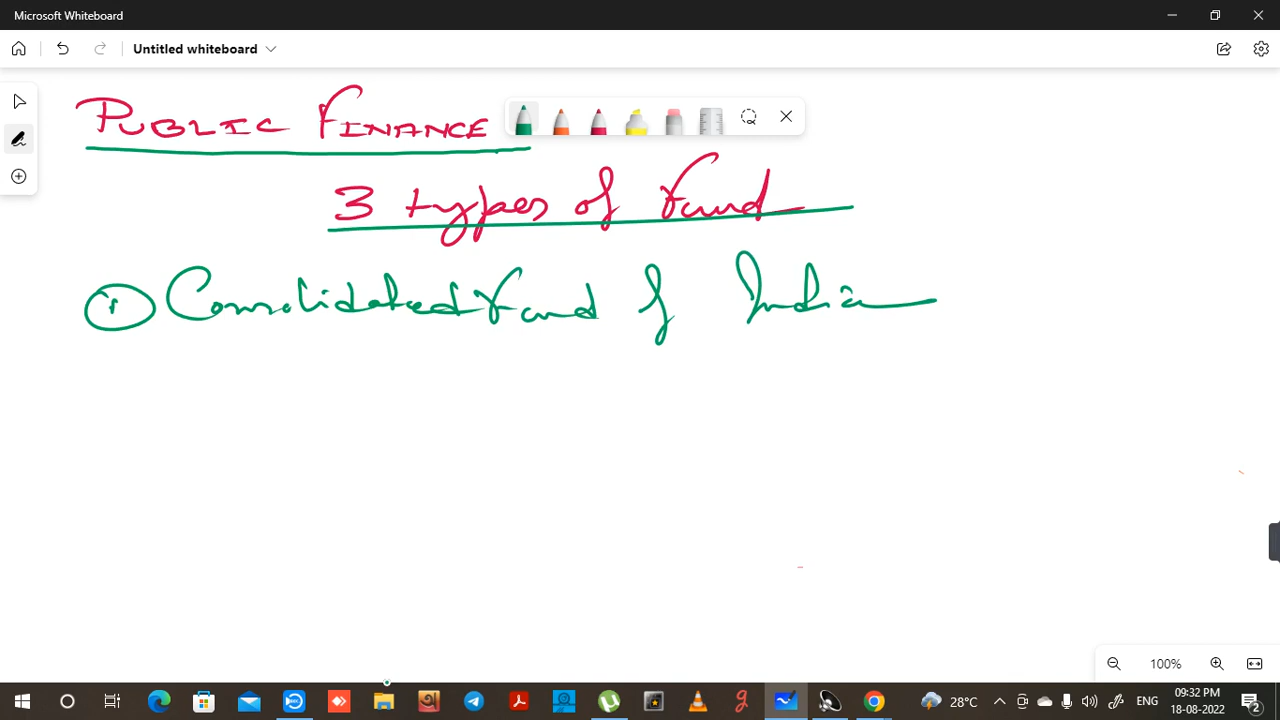 Microsoft Whiteboard
Untitled whiteboard
PUBLIC FINANCE
3 types of Fund
1 Consolidated Fund of India
100%
28°C
ENG
09:32 PM
18-08-2022
2